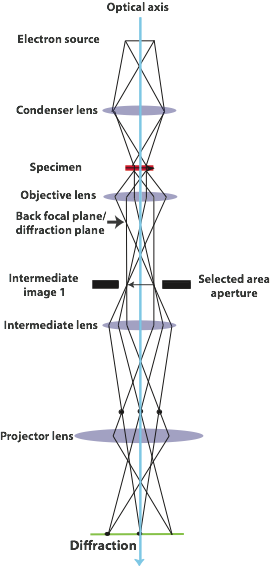 Optical axis
Electron source
Condenser lens
Specimen
Objective lens
Back focal plane/
diffraction plane
Intermediate
image 1
Selected area
aperture
Intermediate lens
Projector lens
Diffraction